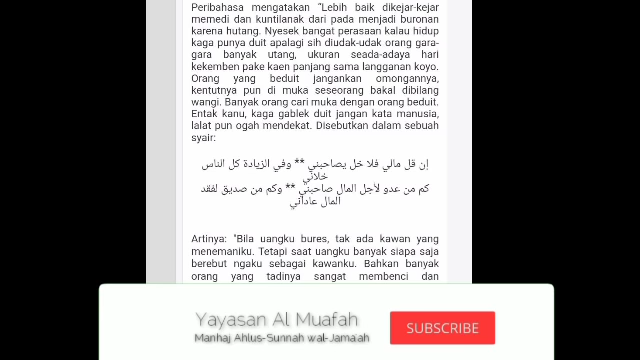 Peribahasa mengatakan "Lebih baik dikejar-kejar
memedi dan kuntilanak dari pada menjadi buronan
karena hutang. Nyesek bangat perasaan kalau hidup
kaga punya duit apalagi sih diudak-udak orang gara-
gara banyak utang, ukuran seada-adaya hari
kekemben pake kaen panjang sama langganan koyo.
Orang yang beduit jangankan omongannya,
kentutnya pun di muka seseorang bakal dibilang
wangi. Banyak orang cari muka dengan orang beduit.
Entak kanu, kaga gablek duit jangan kata manusia,
lalat pun ogah mendekat. Disebutkan dalam sebuah
syair:
إن قل مالي فلا خل يصاحبني ** وفي الزيادة كل الناس
خلاني
كم من عدو لأجل المال صاحبني ** وكم من صديق لفقد
المال عاداني
Artinya: "Bila uangku bures, tak ada kawan yang
menemaniku. Tetapi saat uangku banyak siapa saja
berebut ngaku sebagai kawanku. Bahkan banyak
orang yang tadinya sangat membenci dan
Yayasan Al Muafah
Manhaj Ahlus-Sunnah wal-Jama'ah
SUBSCRIBE